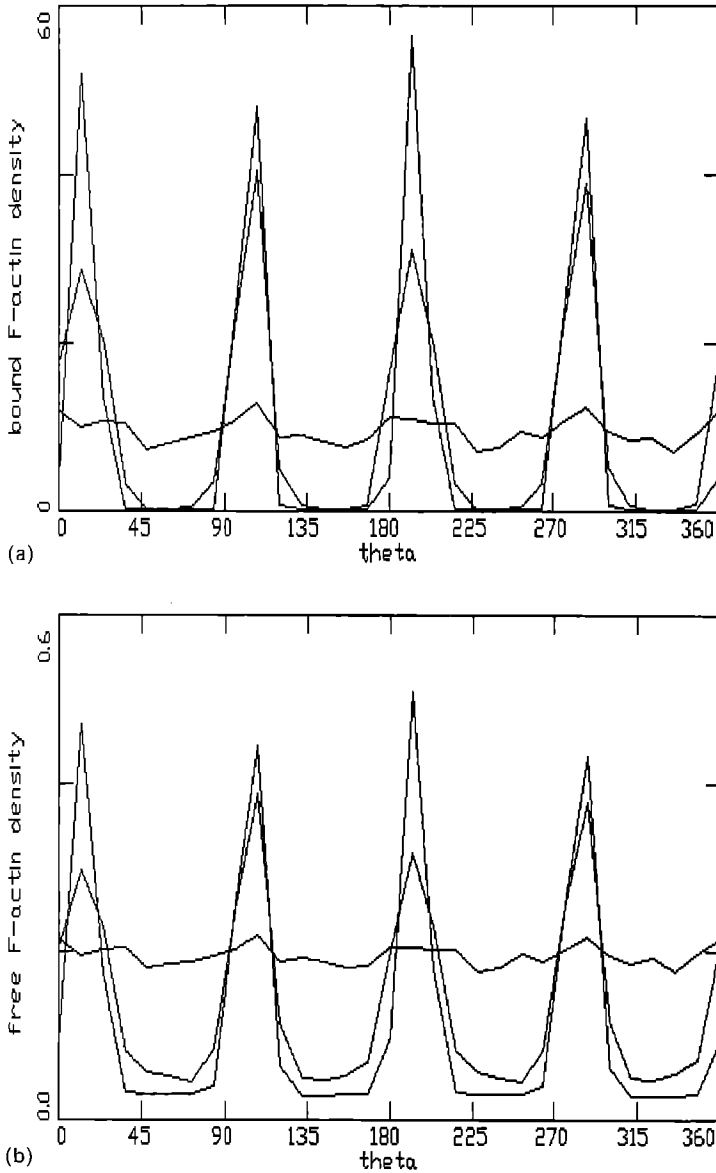 60
bound F-actin density
0
0 45 90 135 180 225 270 315 360
theta
(a)
0.6
free F-actin density
0.0
0 45 90 135 180 225 270 315 360
theta
(b)